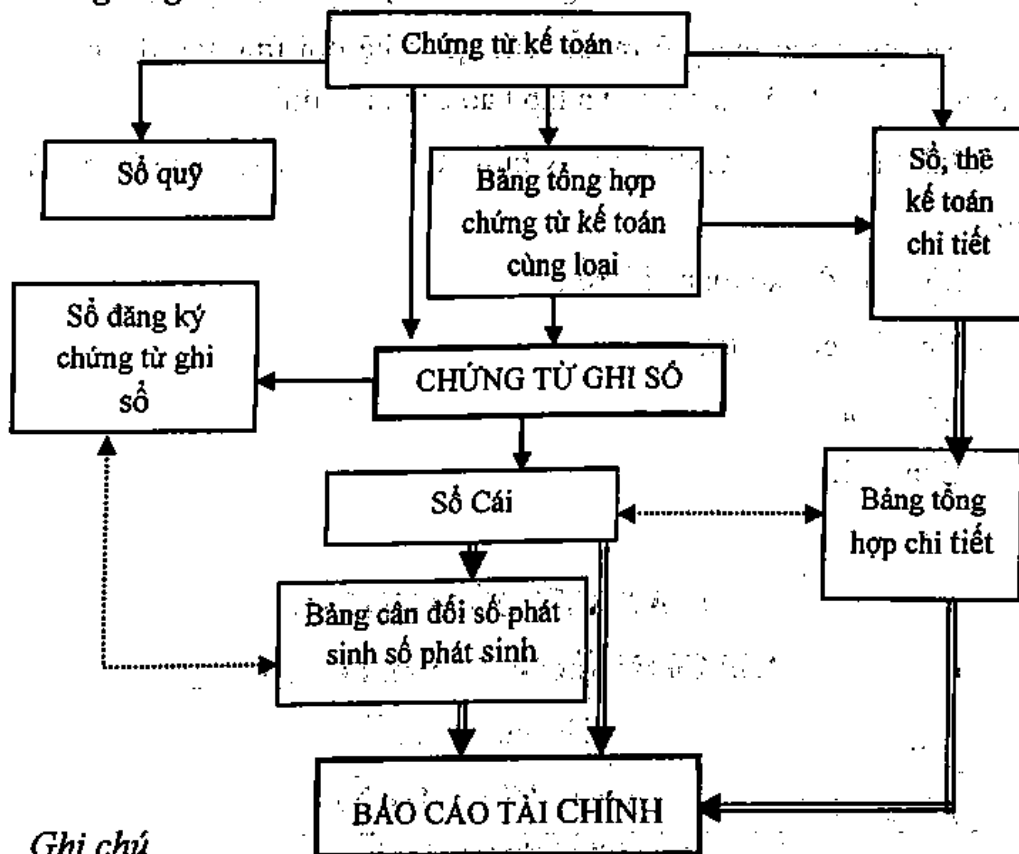 Chứng từ kế toán
Sổ quỹ
Bảng tổng hợp
chứng từ kế toán
cùng loại
Sổ, thẻ
kế toán
chi tiết
Sổ đăng ký
chứng từ ghi
sổ
CHỨNG TỪ GHI SỔ
Sổ Cái
Bảng tổng
hợp chi tiết
Bảng cân đối số phát
sinh số phát sinh
BÁO CÁO TÀI CHÍNH
Ghi chú